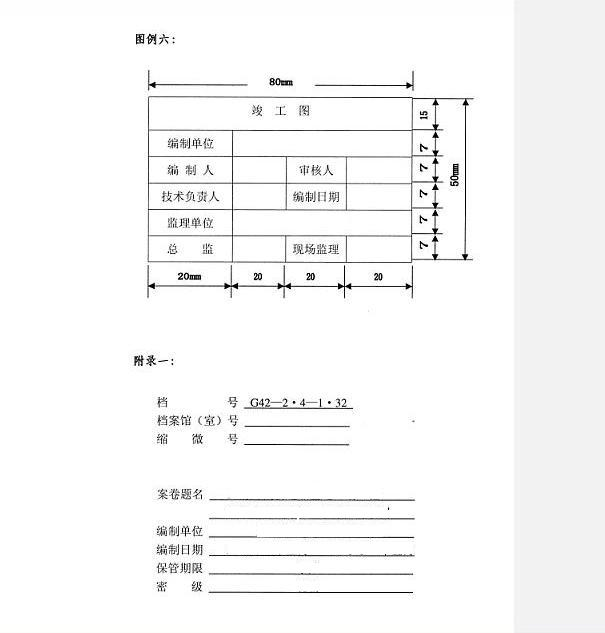 图例六：
80mm
竣 工 图
15
编制单位
7
编 制 人 审核人
7
50mm
技术负责人 编制日期
7
监理单位
7
总 监 现场监理
7
20mm 20 20 20
附录一：
档 号 G42—2·4—1·32
档案馆（室）号
缩 微 号
案卷题名
编制单位
编制日期
保管期限
密 级